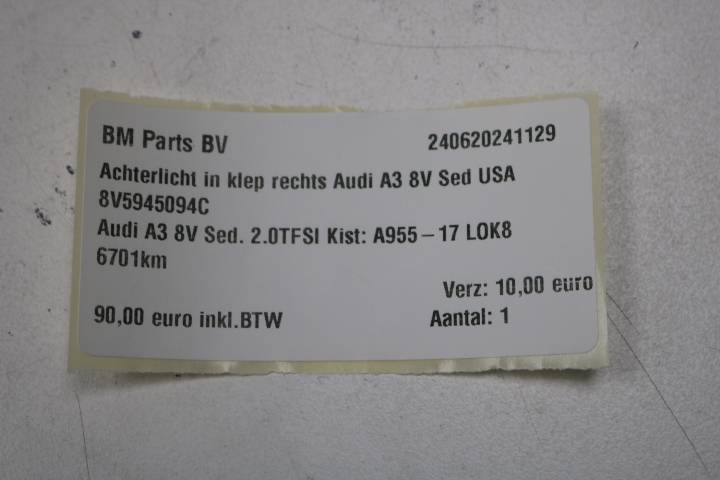 BM Parts BV 240620241129
Achterlicht in klep rechts Audi A3 8V Sed USA
8V5945094C
Audi A3 8V Sed. 2.0TFSI Kist: A955-17 LOK8
6701km
Verz: 10,00 euro
90,00 euro inkl.BTW Aantal: 1